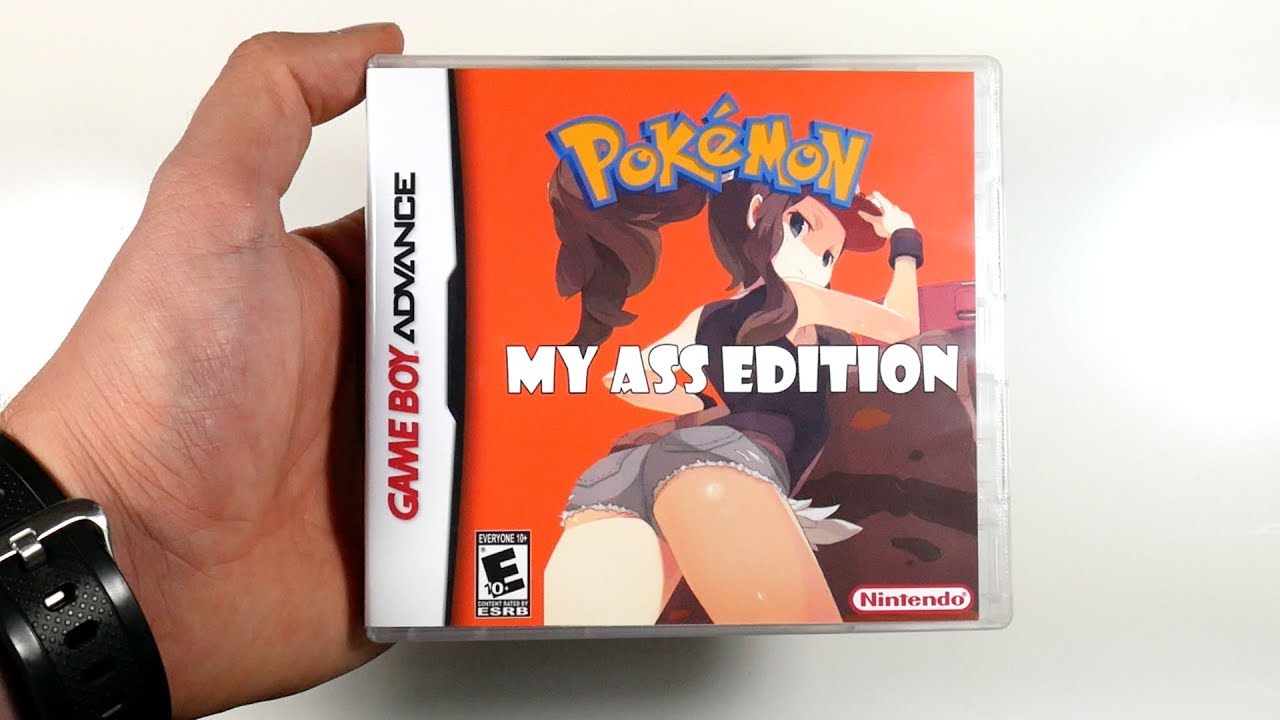 GAME BOY ADVANCE
POKéMON
MY ASS EDITION
EVERYONE 10+
E
10+
CONTENT RATED BY
ESRB
Nintendo